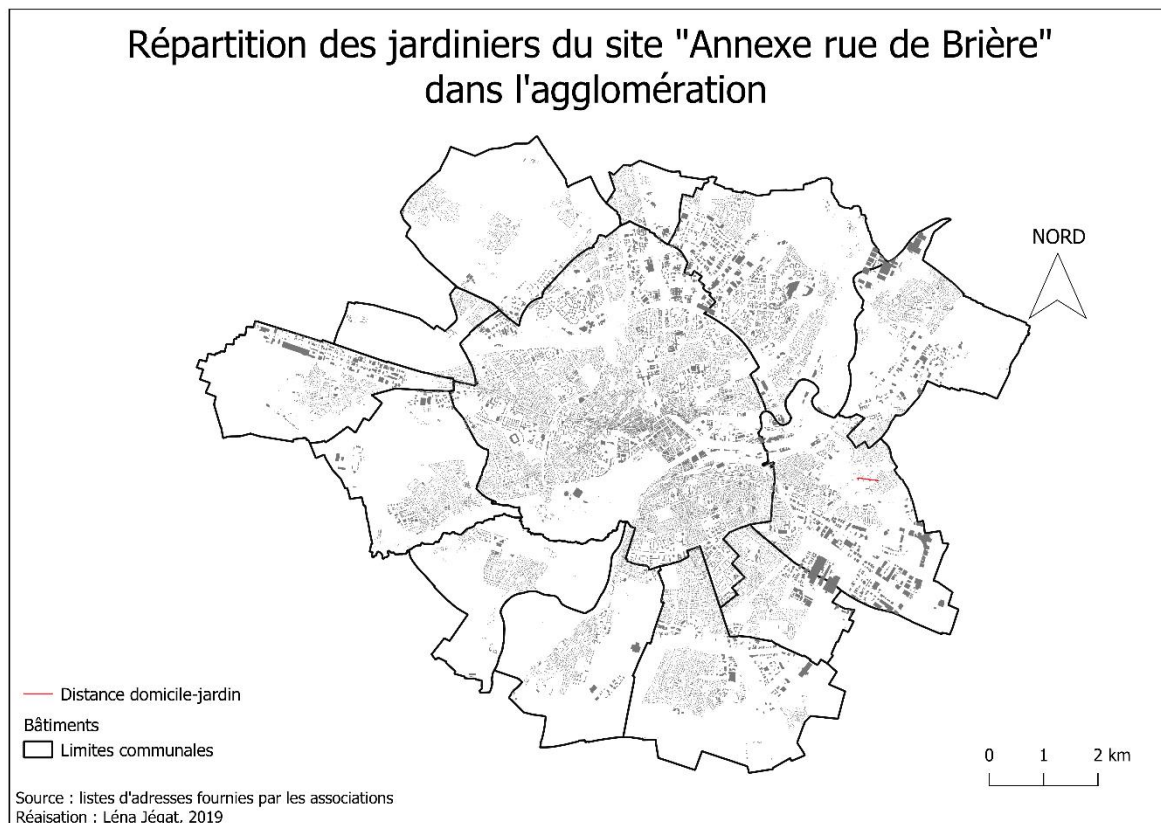 Répartition des jardiniers du site "Annexe rue de Brière"
dans l'agglomération
NORD
Distance domicile-jardin
Bâtiments
Limites communales
0 1 2 km
Source : listes d'adresses fournies par les associations
Réaisation : Léna Jégat, 2019